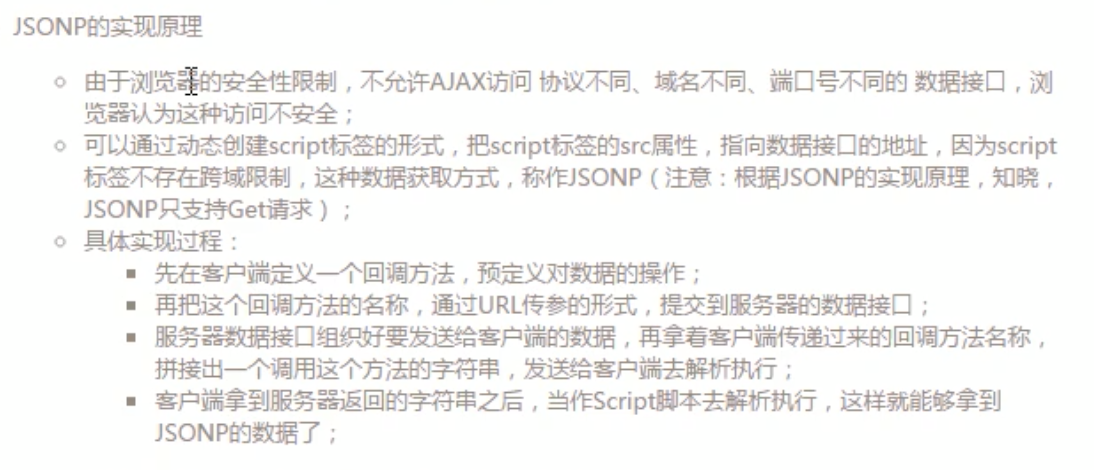 JSONP的实现原理
由于浏览器的安全性限制，不允许AJAX访问 协议不同、域名不同、端口号不同的 数据接口，浏
览器认为这种访问不安全；
可以通过动态创建script标签的形式，把script标签的src属性，指向数据接口的地址，因为script
标签不存在跨域限制，这种数据获取方式，称作JSONP（注意：根据JSONP的实现原理，知晓，
JSONP只支持Get请求）；
具体实现过程：
先在客户端定义一个回调方法，预定义对数据的操作；
再把这个回调方法的名称，通过URL传参的形式，提交到服务器的数据接口；
服务器数据接口组织好要发送给客户端的数据，再拿着客户端传递过来的回调方法名称，
拼接出一个调用这个方法的字符串，发送给客户端去解析执行；
客户端拿到服务器返回的字符串之后，当作Script脚本去解析执行，这样就能够拿到
JSONP的数据了；